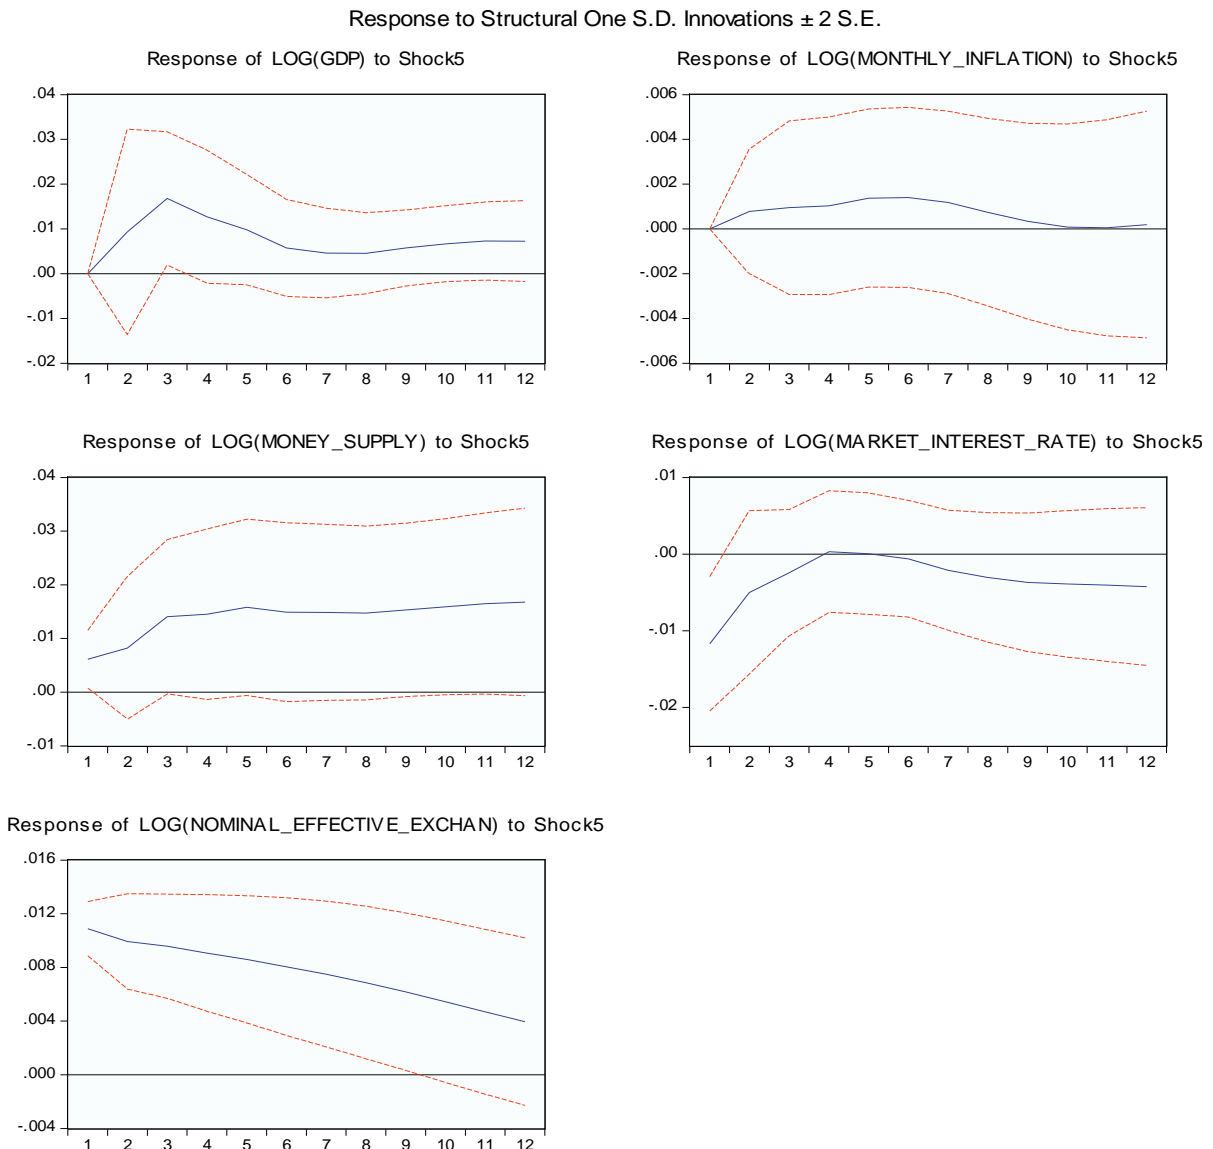 Response to Structural One S.D. Innovations ± 2 S.E.
Response of LOG(GDP) to Shock5
.04
.03
.02
.01
.00
-.01
-.02
1 2 3 4 5 6 7 8 9 10 11 12
Response of LOG(MONTHLY_INFLATION) to Shock5
.006
.004
.002
.000
-.002
-.004
-.006
1 2 3 4 5 6 7 8 9 10 11 12
Response of LOG(MONEY_SUPPLY) to Shock5
.04
.03
.02
.01
.00
-.01
1 2 3 4 5 6 7 8 9 10 11 12
Response of LOG(MARKET_INTEREST_RATE) to Shock5
.01
.00
-.01
-.02
1 2 3 4 5 6 7 8 9 10 11 12
Response of LOG(NOMINAL_EFFECTIVE_EXCHAN) to Shock5
.016
.012
.008
.004
.000
-.004
1 2 3 4 5 6 7 8 9 10 11 12